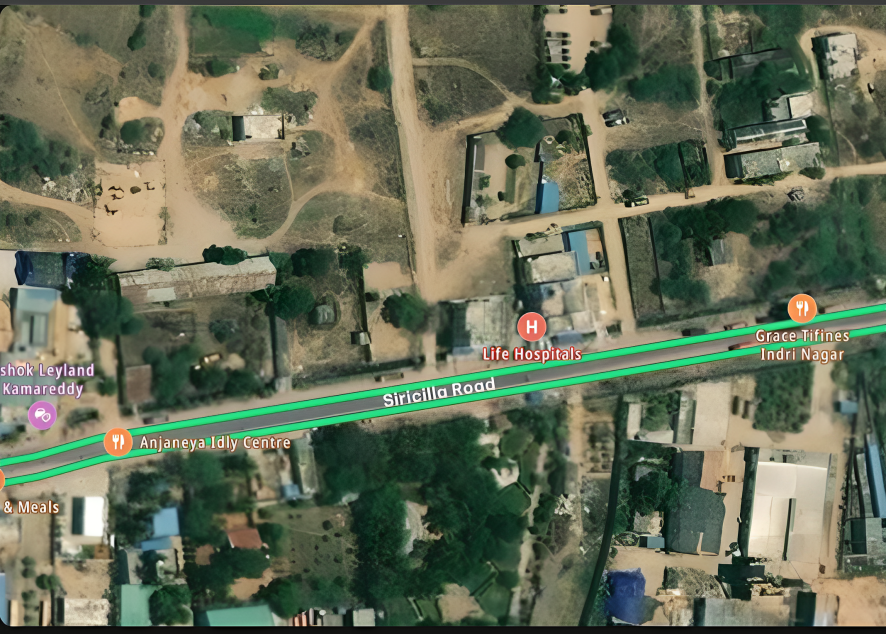 Life Hospitals
Grace Tifines
Indri Nagar
shok Leyland
Kamareddy
Siricilla Road
Anjaneya Idly Centre
& Meals